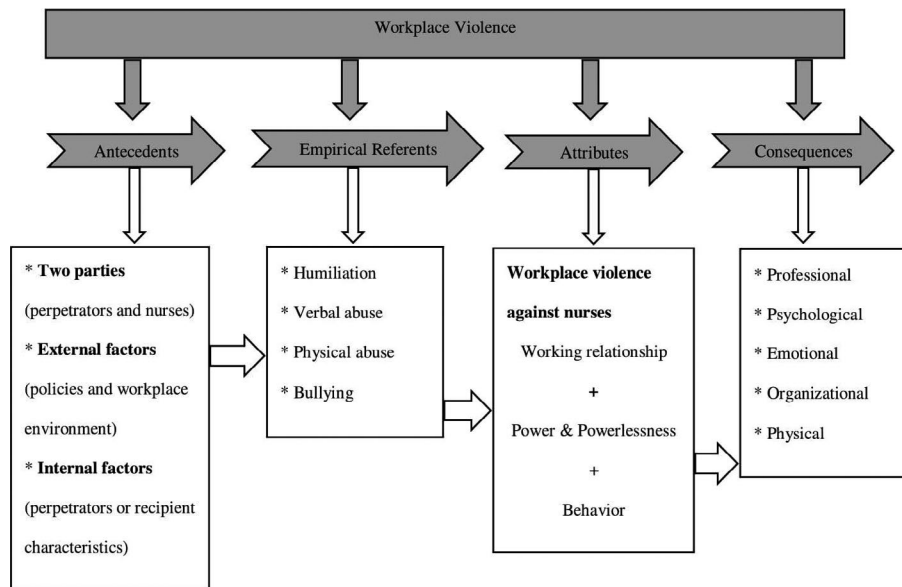 Workplace Violence
Antecedents
Empirical Referents
Attributes
Consequences
* Two parties
(perpetrators and nurses)
* External factors
(policies and workplace
environment)
* Internal factors
(perpetrators or recipient
characteristics)
* Humiliation
* Verbal abuse
* Physical abuse
* Bullying
Workplace violence
against nurses
Working relationship
+
Power & Powerlessness
+
Behavior
* Professional
* Psychological
* Emotional
* Organizational
* Physical